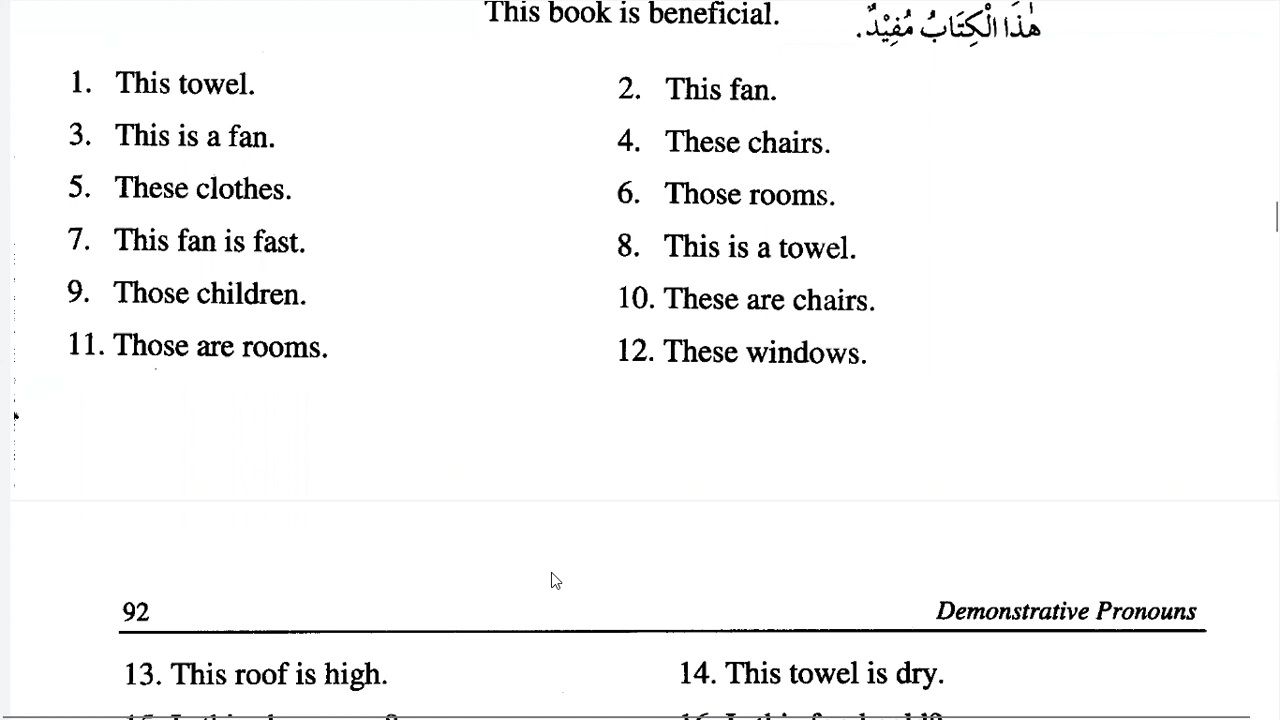 This book is beneficial. هٰذَا الْكِتَابُ مُفِيْدٌ.
1. This towel. 2. This fan.
3. This is a fan. 4. These chairs.
5. These clothes. 6. Those rooms.
7. This fan is fast. 8. This is a towel.
9. Those children. 10. These are chairs.
11. Those are rooms. 12. These windows.
92 Demonstrative Pronouns
13. This roof is high. 14. This towel is dry.